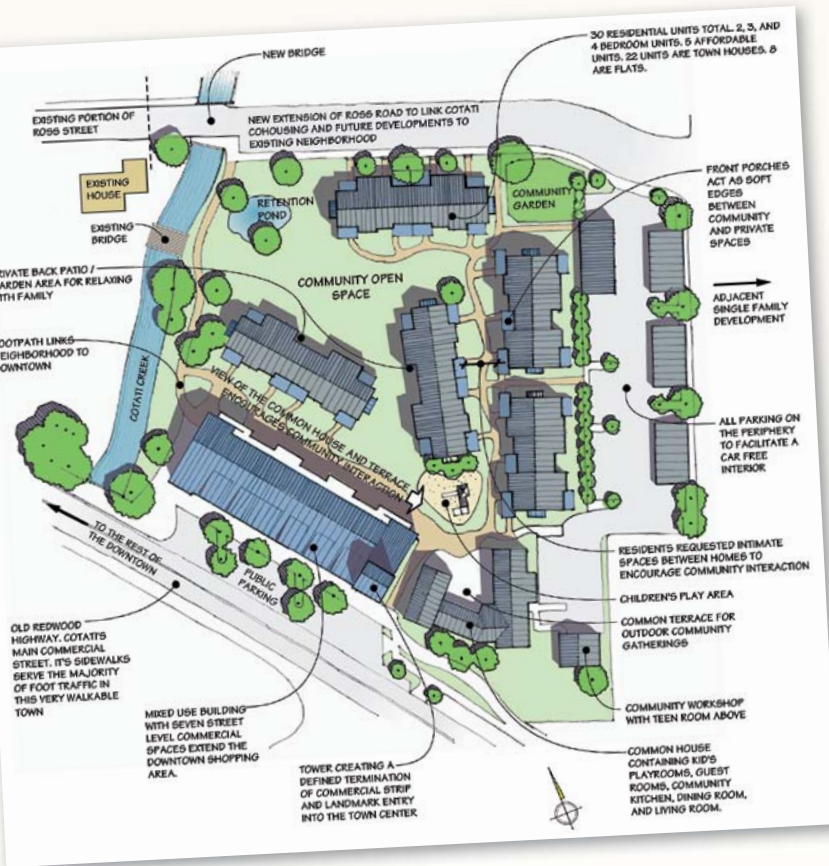 NEW BRIDGE
30 RESIDENTIAL UNITS TOTAL. 2, 3, AND
4 BEDROOM UNITS. 5 AFFORDABLE
UNITS. 22 UNITS ARE TOWN HOUSES. 8
ARE FLATS.
EXISTING PORTION OF
ROSS STREET
NEW EXTENSION OF ROSS ROAD TO LINK COTATI
COHOUSING AND FUTURE DEVELOPMENTS TO
EXISTING NEIGHBORHOOD
EXISTING
HOUSE
RETENTION
POND
COMMUNITY
GARDEN
FRONT PORCHES
ACT AS SOFT
EDGES
BETWEEN
COMMUNITY
AND PRIVATE
SPACES
EXISTING
BRIDGE
RIVATE BACK PATIO /
ARDEN AREA FOR RELAXING
ITH FAMILY
COMMUNITY OPEN
SPACE
ADJACENT
SINGLE FAMILY
DEVELOPMENT
OOTPATH LINKS
EIGHBORHOOD TO
OWNTOWN
COTATI CREEK
VIEW OF THE COMMON HOUSE AND TERRACE
ENCOURAGES COMMUNITY INTERACTION
ALL PARKING ON
THE PERIPHERY
TO FACILITATE A
CAR FREE
INTERIOR
TO THE REST OF
THE DOWNTOWN
PUBLIC
PARKING
RESIDENTS REQUESTED INTIMATE
SPACES BETWEEN HOMES TO
ENCOURAGE COMMUNITY INTERACTION
CHILDREN'S PLAY AREA
COMMON TERRACE FOR
OUTDOOR COMMUNITY
GATHERINGS
OLD REDWOOD
HIGHWAY. COTATI'S
MAIN COMMERCIAL
STREET. IT'S SIDEWALKS
SERVE THE MAJORITY
OF FOOT TRAFFIC IN
THIS VERY WALKABLE
TOWN
MIXED USE BUILDING
WITH SEVEN STREET
LEVEL COMMERCIAL
SPACES EXTEND THE
DOWNTOWN SHOPPING
AREA.
TOWER CREATING A
DEFINED TERMINATION
OF COMMERCIAL STRIP
AND LANDMARK ENTRY
INTO THE TOWN CENTER
COMMUNITY WORKSHOP
WITH TEEN ROOM ABOVE
COMMON HOUSE
CONTAINING KID'S
PLAYROOMS, GUEST
ROOMS, COMMUNITY
KITCHEN, DINING ROOM,
AND LIVING ROOM.